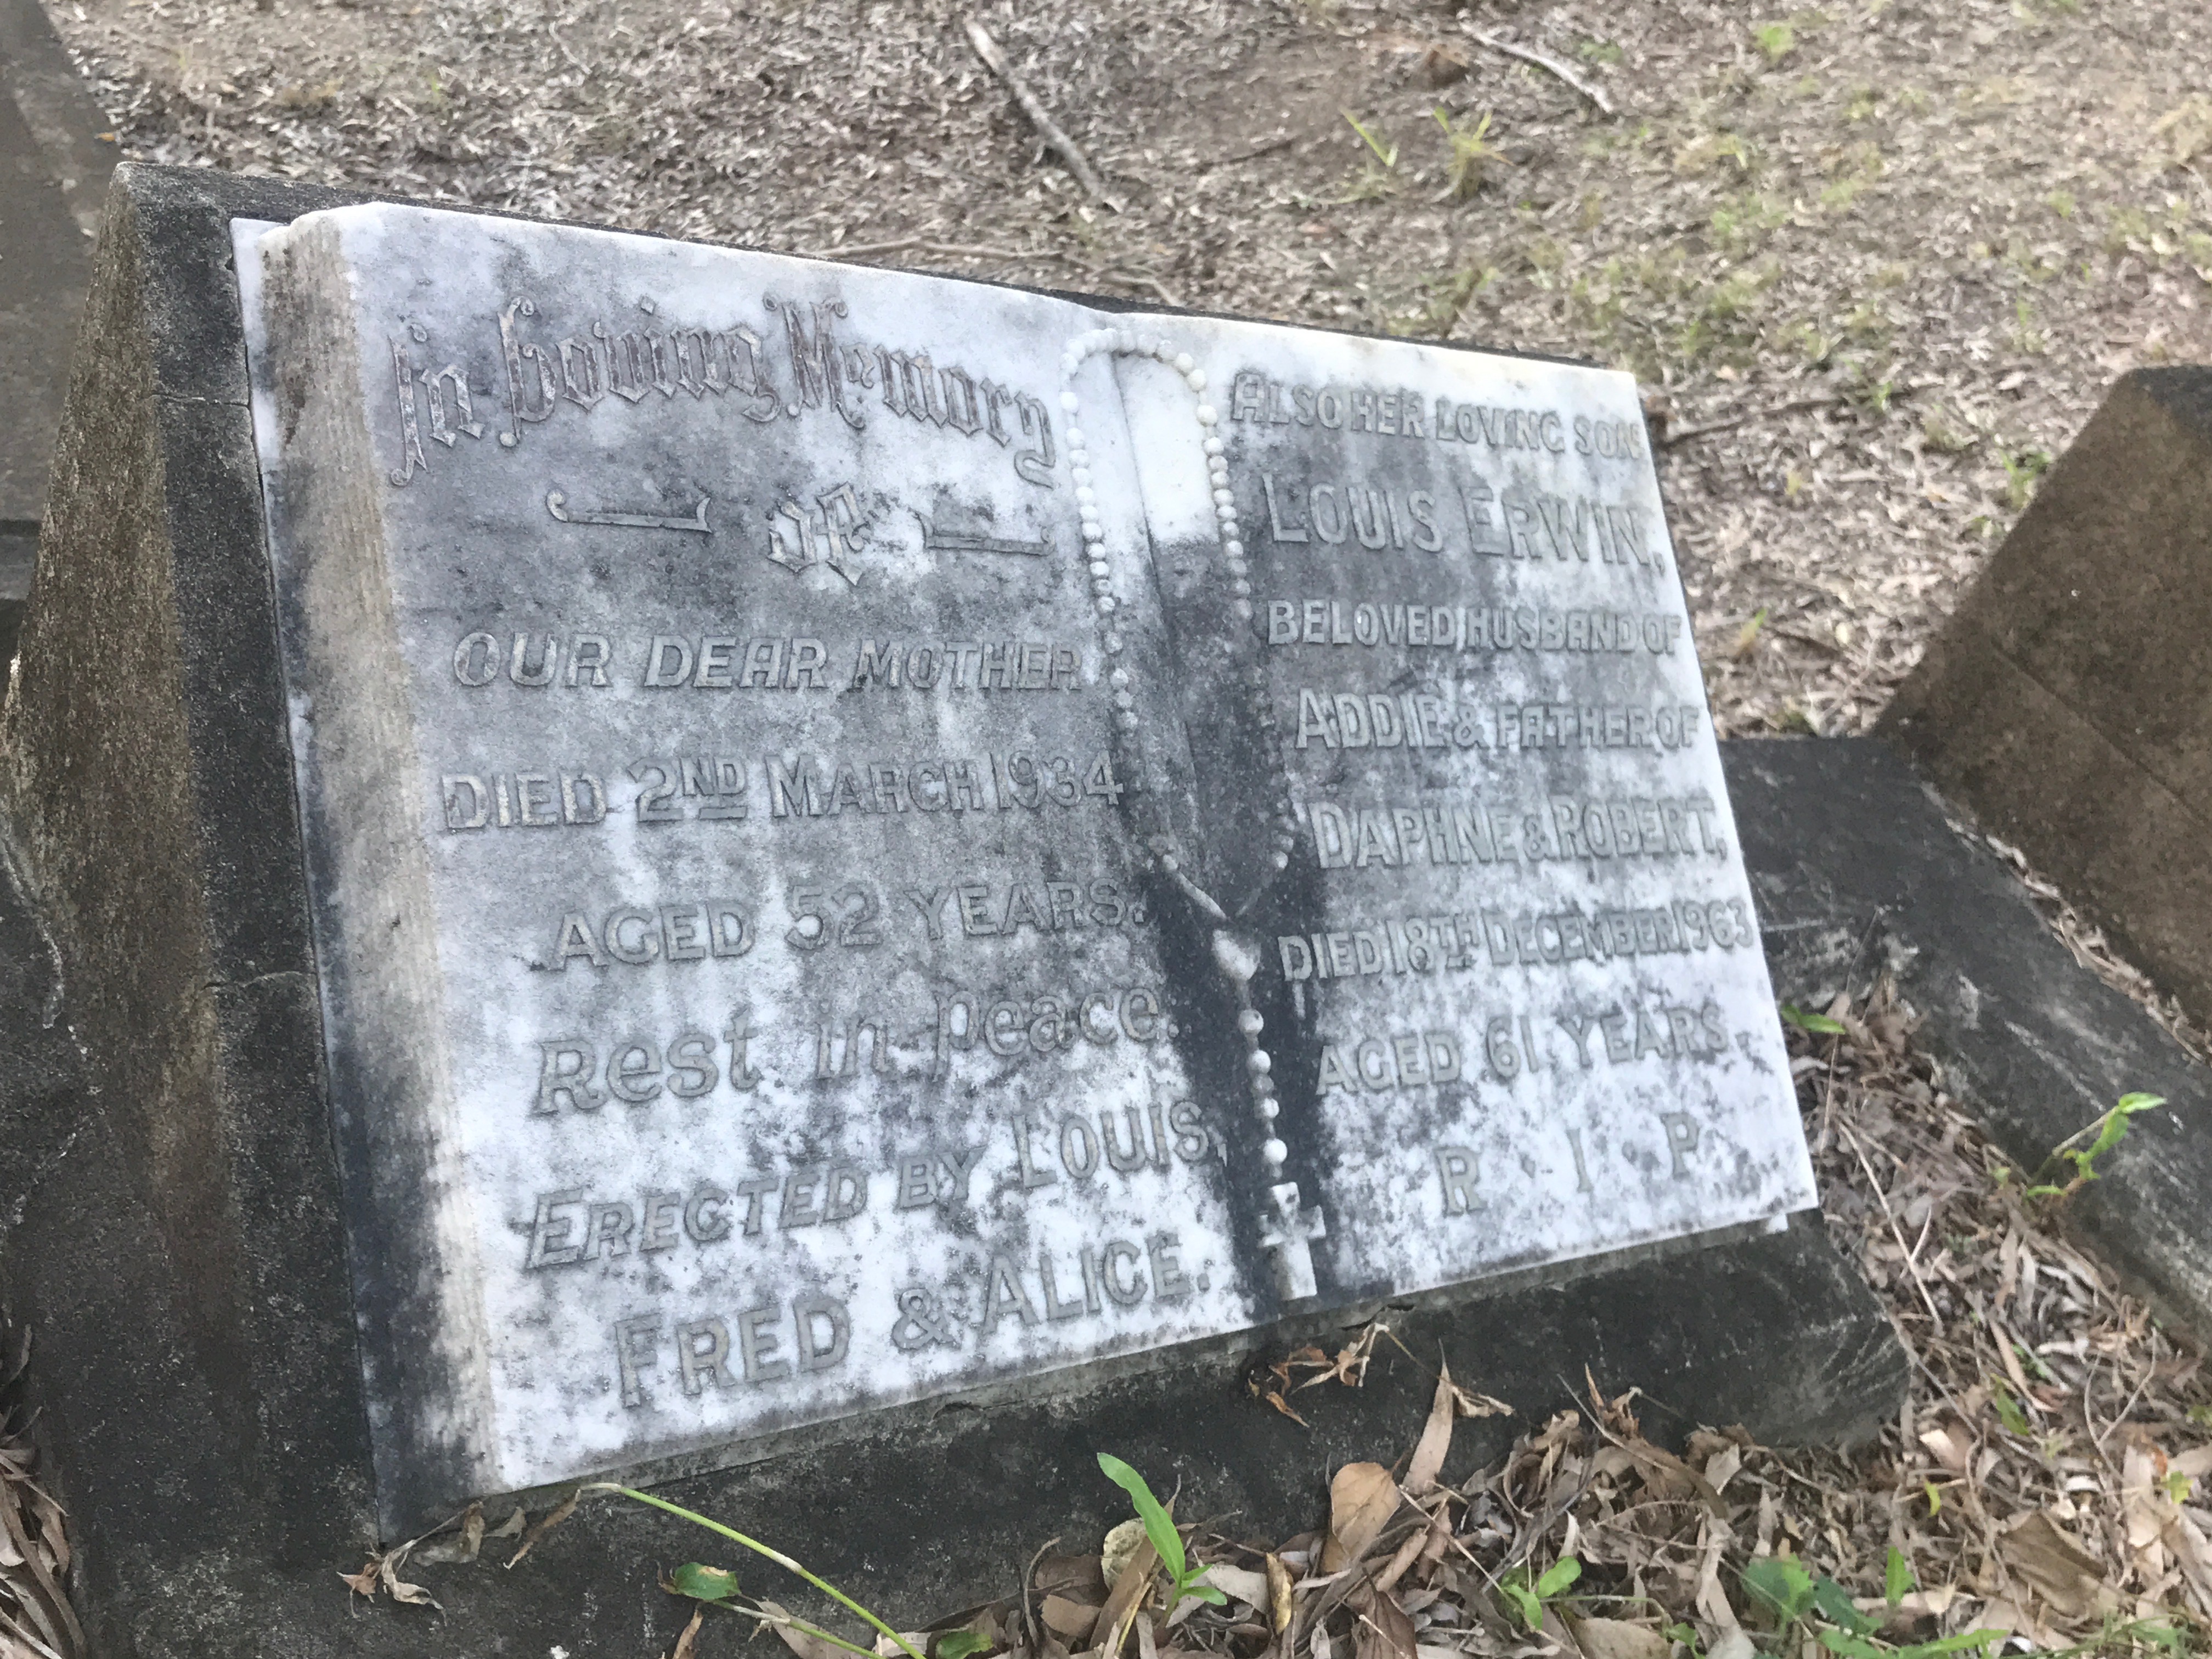 In Loving Memory
of
OUR DEAR MOTHER
DIED 2ND MARCH 1934
AGED 52 YEARS.
Rest in peace.
ERECTED BY LOUIS,
FRED & ALICE.
ALSO HER LOVING SON
LOUIS ERWIN,
BELOVED HUSBAND OF
ADDIE & FATHER OF
DAPHNE & ROBERT,
DIED 18TH DECEMBER 1963
AGED 61 YEARS.
R · I · P